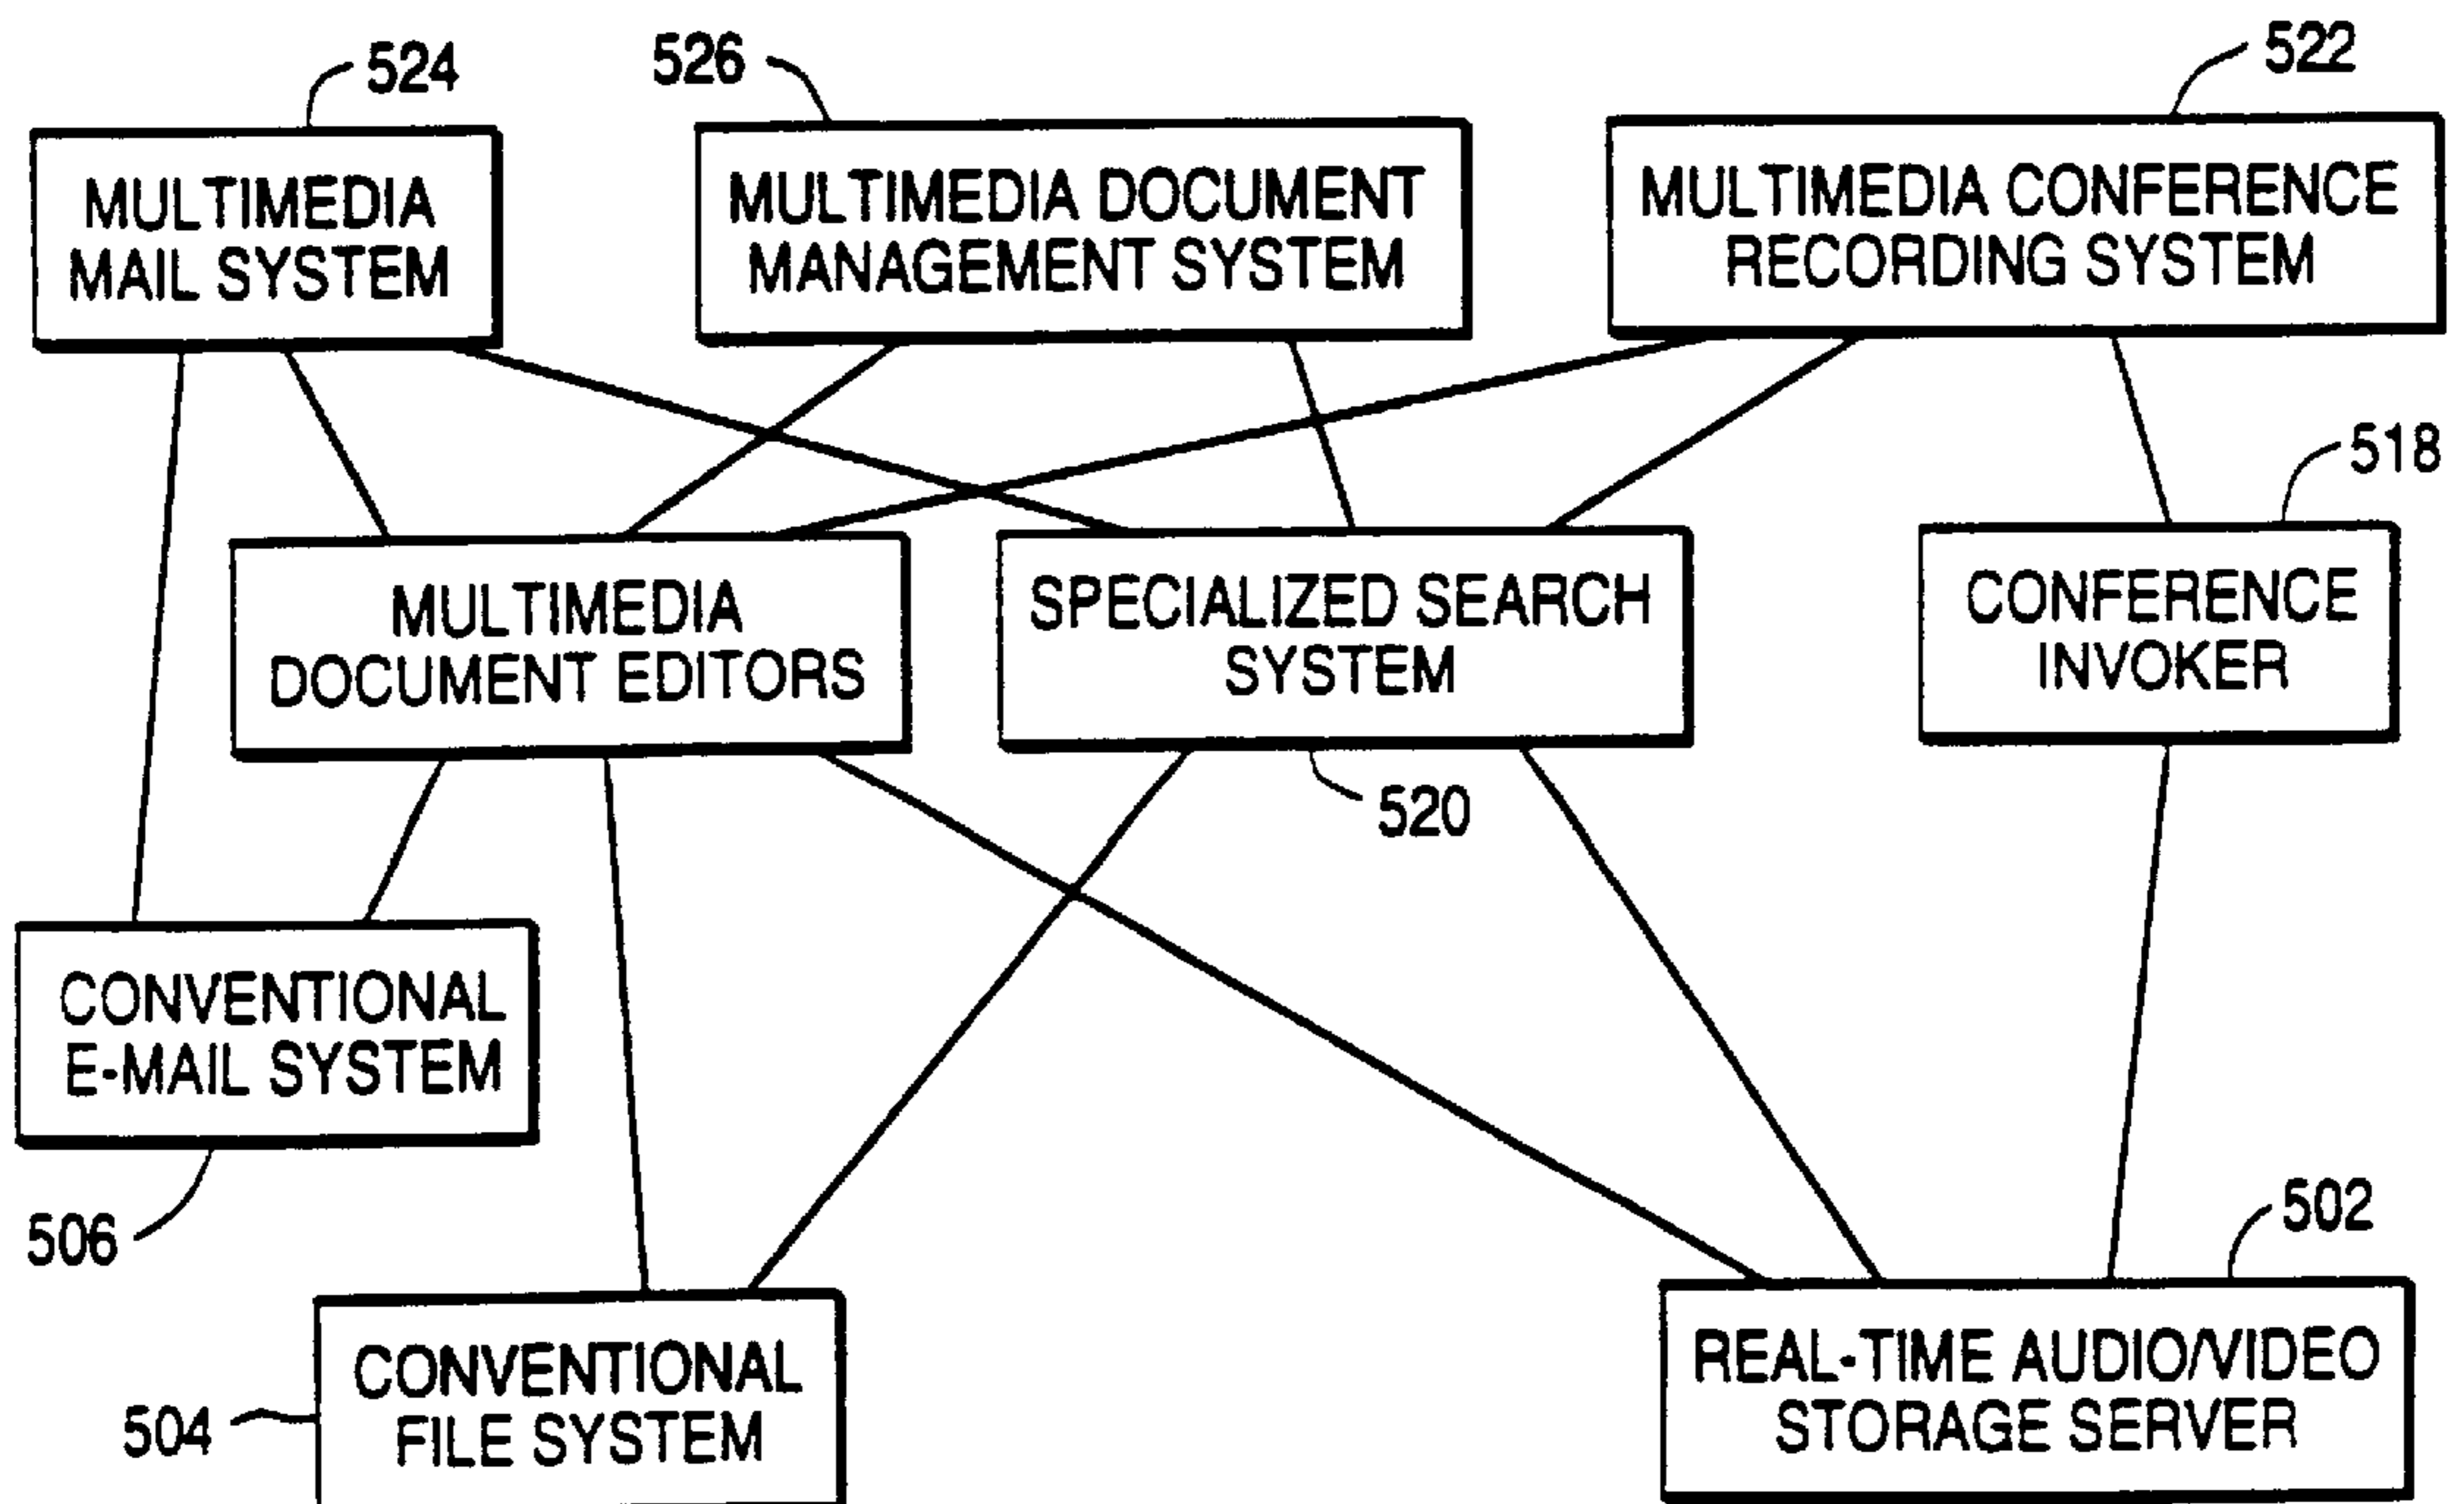 524
526
522
MULTIMEDIA
MAIL SYSTEM
MULTIMEDIA DOCUMENT
MANAGEMENT SYSTEM
MULTIMEDIA CONFERENCE
RECORDING SYSTEM
518
MULTIMEDIA
DOCUMENT EDITORS
SPECIALIZED SEARCH
SYSTEM
CONFERENCE
INVOKER
520
CONVENTIONAL
E-MAIL SYSTEM
506
502
CONVENTIONAL
FILE SYSTEM
504
REAL-TIME AUDIO/VIDEO
STORAGE SERVER